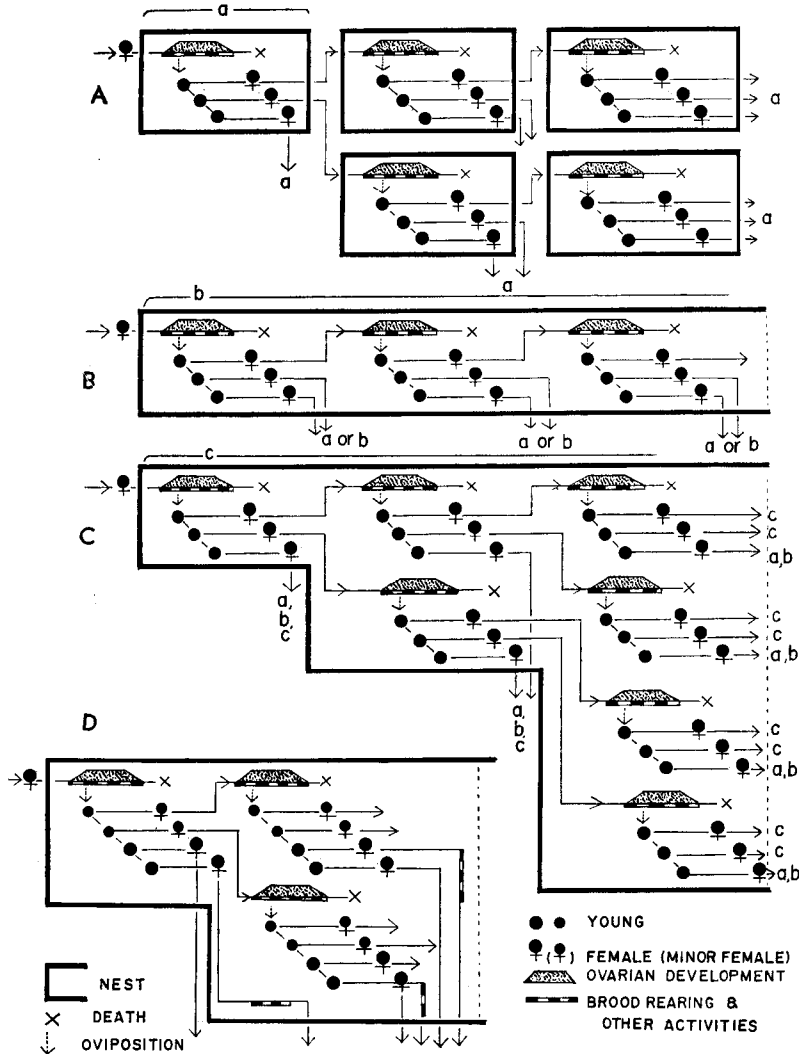 a
A
a
a
a
a
b
B
a or b
a or b
a or b
c
C
c
c
a,b
a,
b,
c
c
c
a,b
a,
b,
c
c
c
a,b
D
c
c
a,b
YOUNG
FEMALE (MINOR FEMALE)
OVARIAN DEVELOPMENT
BROOD REARING &
OTHER ACTIVITIES
NEST
DEATH
OVIPOSITION